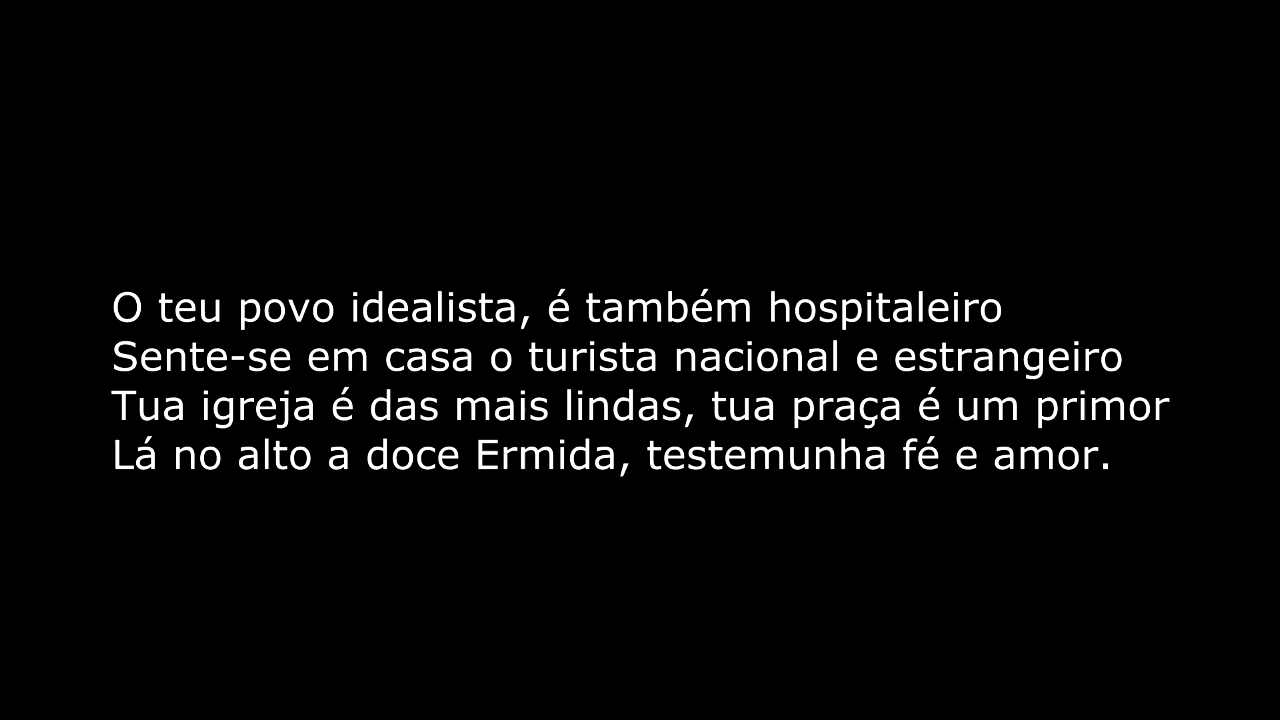 O teu povo idealista, é também hospitaleiro
Sente-se em casa o turista nacional e estrangeiro
Tua igreja é das mais lindas, tua praça é um primor
Lá no alto a doce Ermida, testemunha fé e amor.